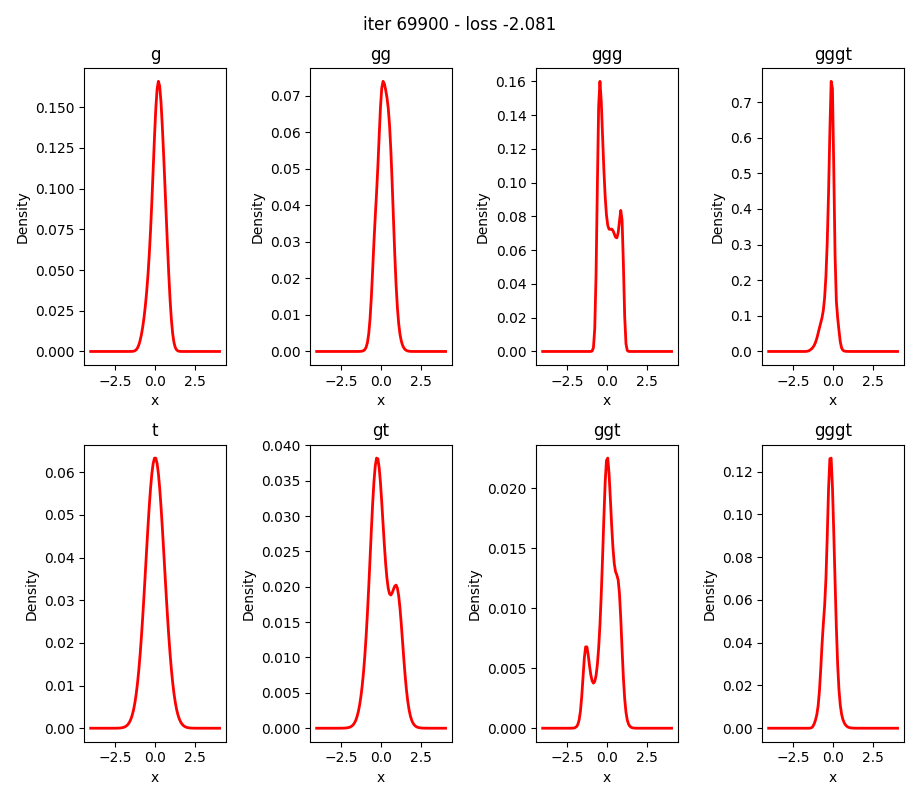 iter 69900 - loss -2.081
g
gg
ggg
gggt
0.150
0.125
0.100
0.075
0.050
0.025
0.000
Density
−2.5 0.0 2.5
x
0.07
0.06
0.05
0.04
0.03
0.02
0.01
0.00
Density
−2.5 0.0 2.5
x
0.16
0.14
0.12
0.10
0.08
0.06
0.04
0.02
0.00
Density
−2.5 0.0 2.5
x
0.7
0.6
0.5
0.4
0.3
0.2
0.1
0.0
Density
−2.5 0.0 2.5
x
t
gt
ggt
gggt
0.06
0.05
0.04
0.03
0.02
0.01
0.00
Density
−2.5 0.0 2.5
x
0.040
0.035
0.030
0.025
0.020
0.015
0.010
0.005
0.000
Density
−2.5 0.0 2.5
x
0.020
0.015
0.010
0.005
0.000
Density
−2.5 0.0 2.5
x
0.12
0.10
0.08
0.06
0.04
0.02
0.00
Density
−2.5 0.0 2.5
x